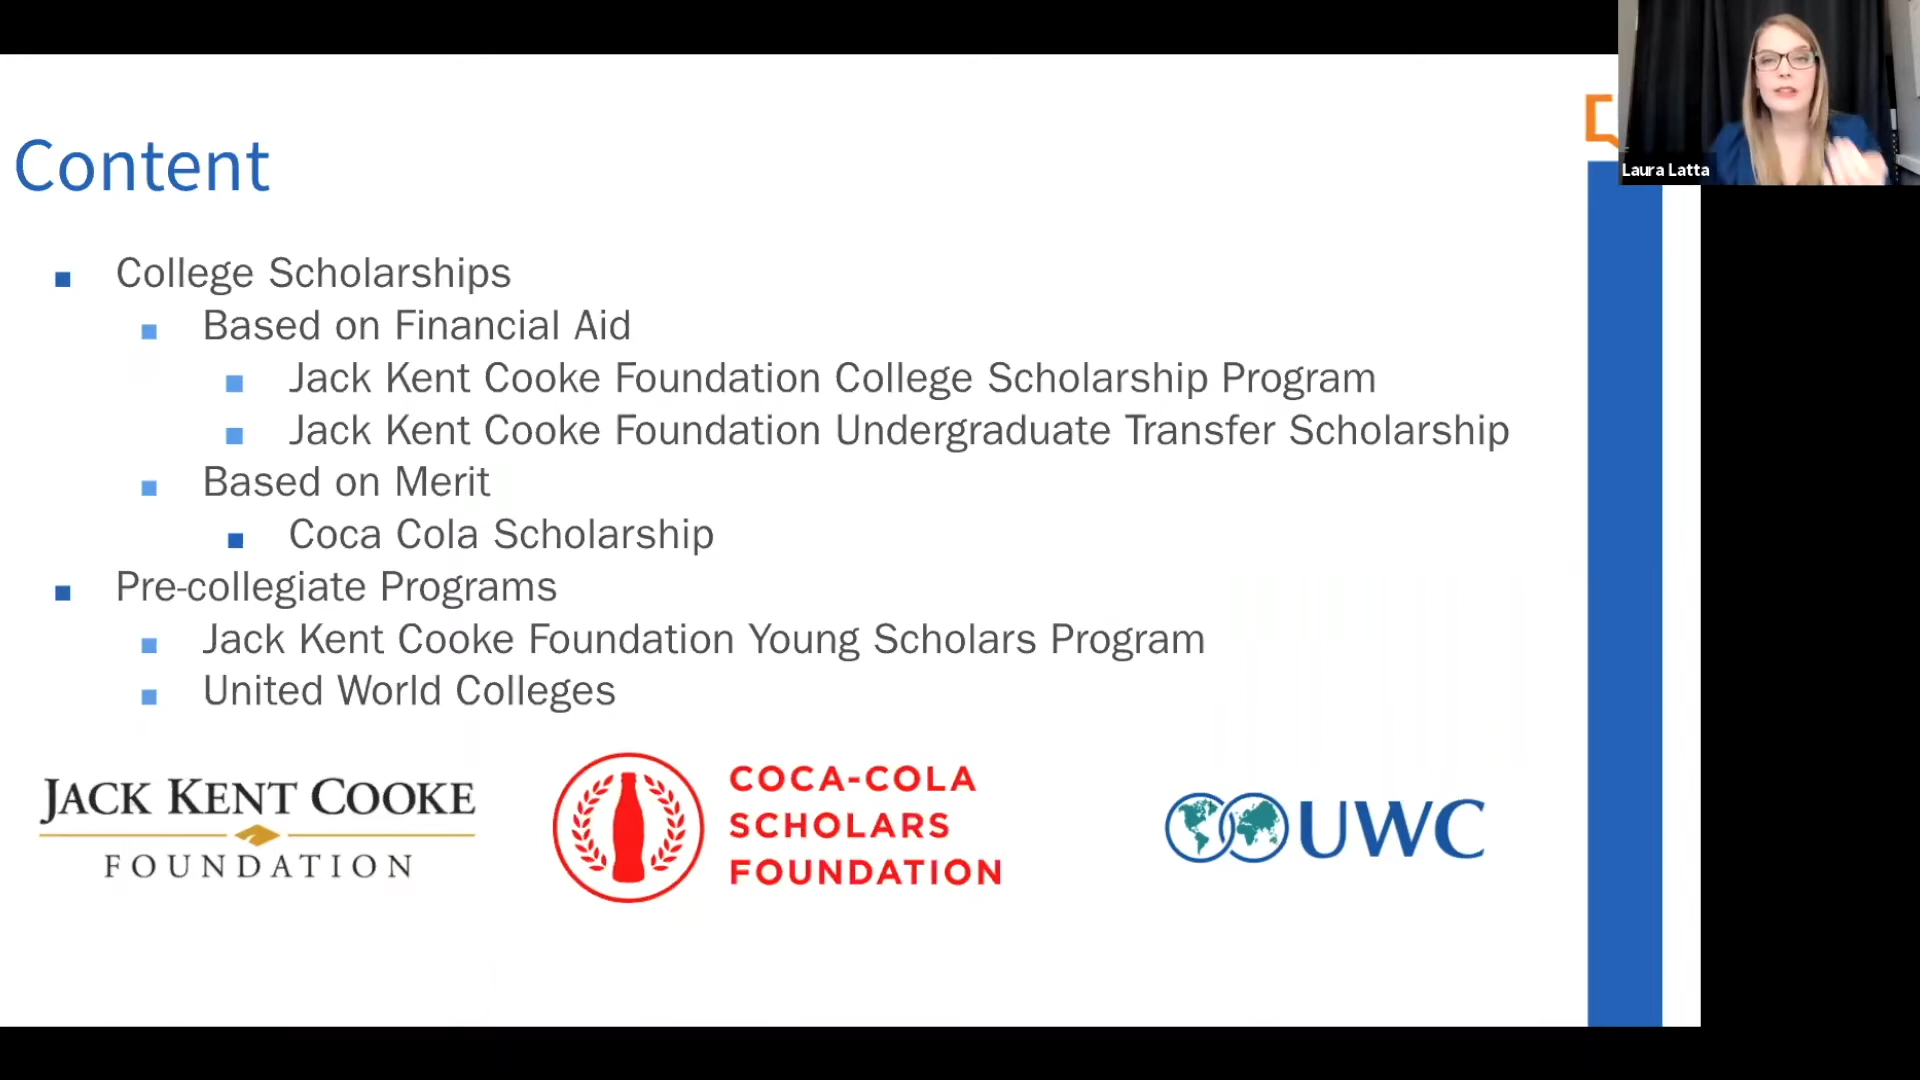 Content
College Scholarships
Based on Financial Aid
Jack Kent Cooke Foundation College Scholarship Program
Jack Kent Cooke Foundation Undergraduate Transfer Scholarship
Based on Merit
Coca Cola Scholarship
Pre-collegiate Programs
Jack Kent Cooke Foundation Young Scholars Program
United World Colleges
JACK KENT COOKE
FOUNDATION
COCA-COLA
SCHOLARS
FOUNDATION
UWC
Laura Latta